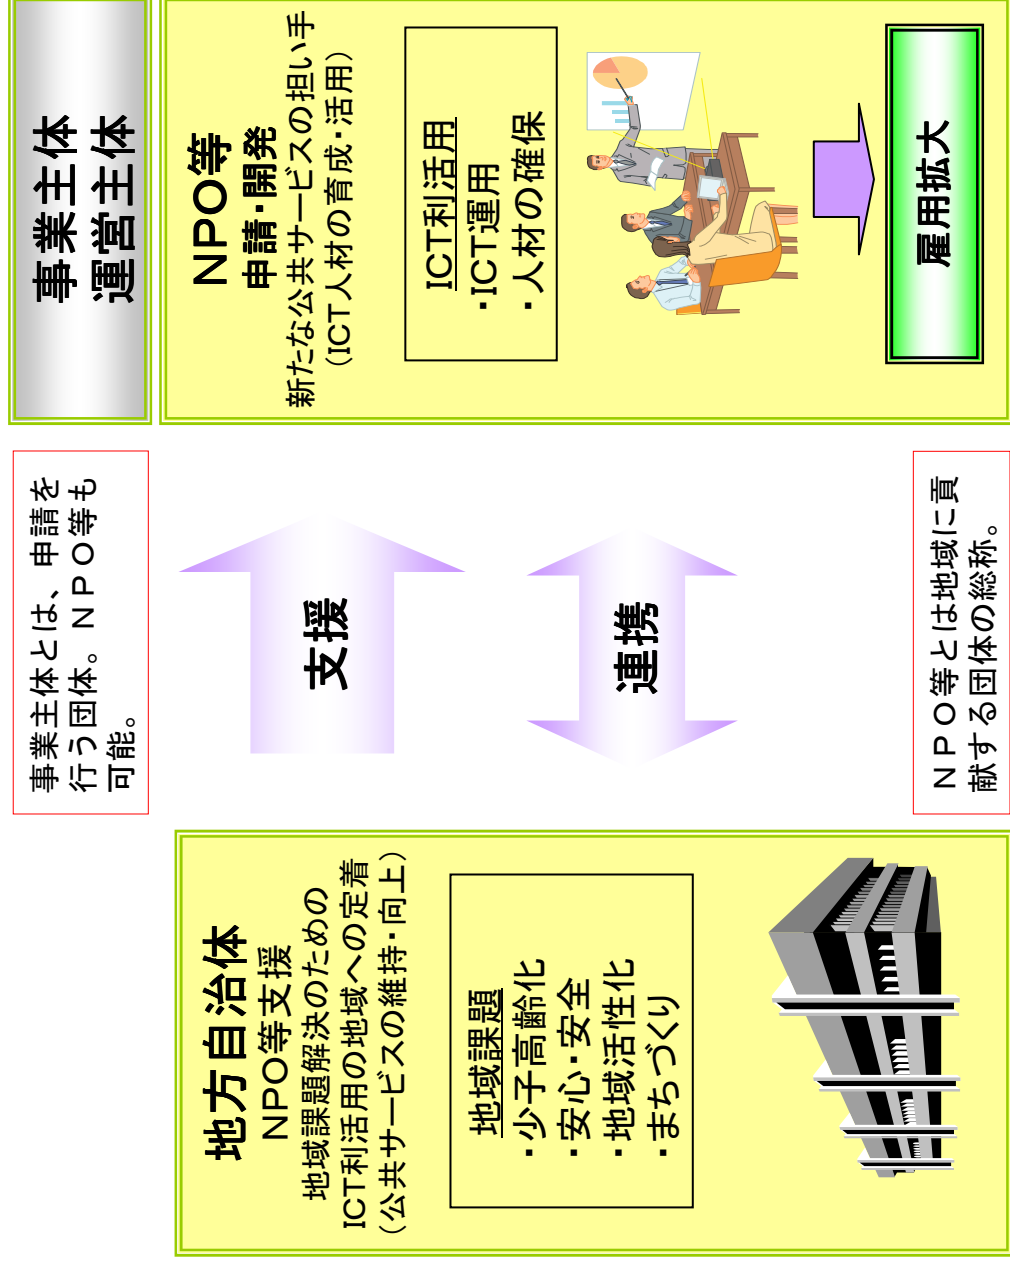 事業主体
運営主体
事業主体とは、申請を
行う団体。NPO等も
可能。
地方自治体
NPO等支援
地域課題解決のための
ICT利活用の地域への定着
(公共サービスの維持・向上)
地域課題
・少子高齢化
・安心・安全
・地域活性化
・まちづくり
支援
連携
NPO等
申請・開発
新たな公共サービスの担い手
(ICT人材の育成・活用)
ICT利活用
・ICT運用
・人材の確保
雇用拡大
NPO等とは地域に貢
献する団体の総称。